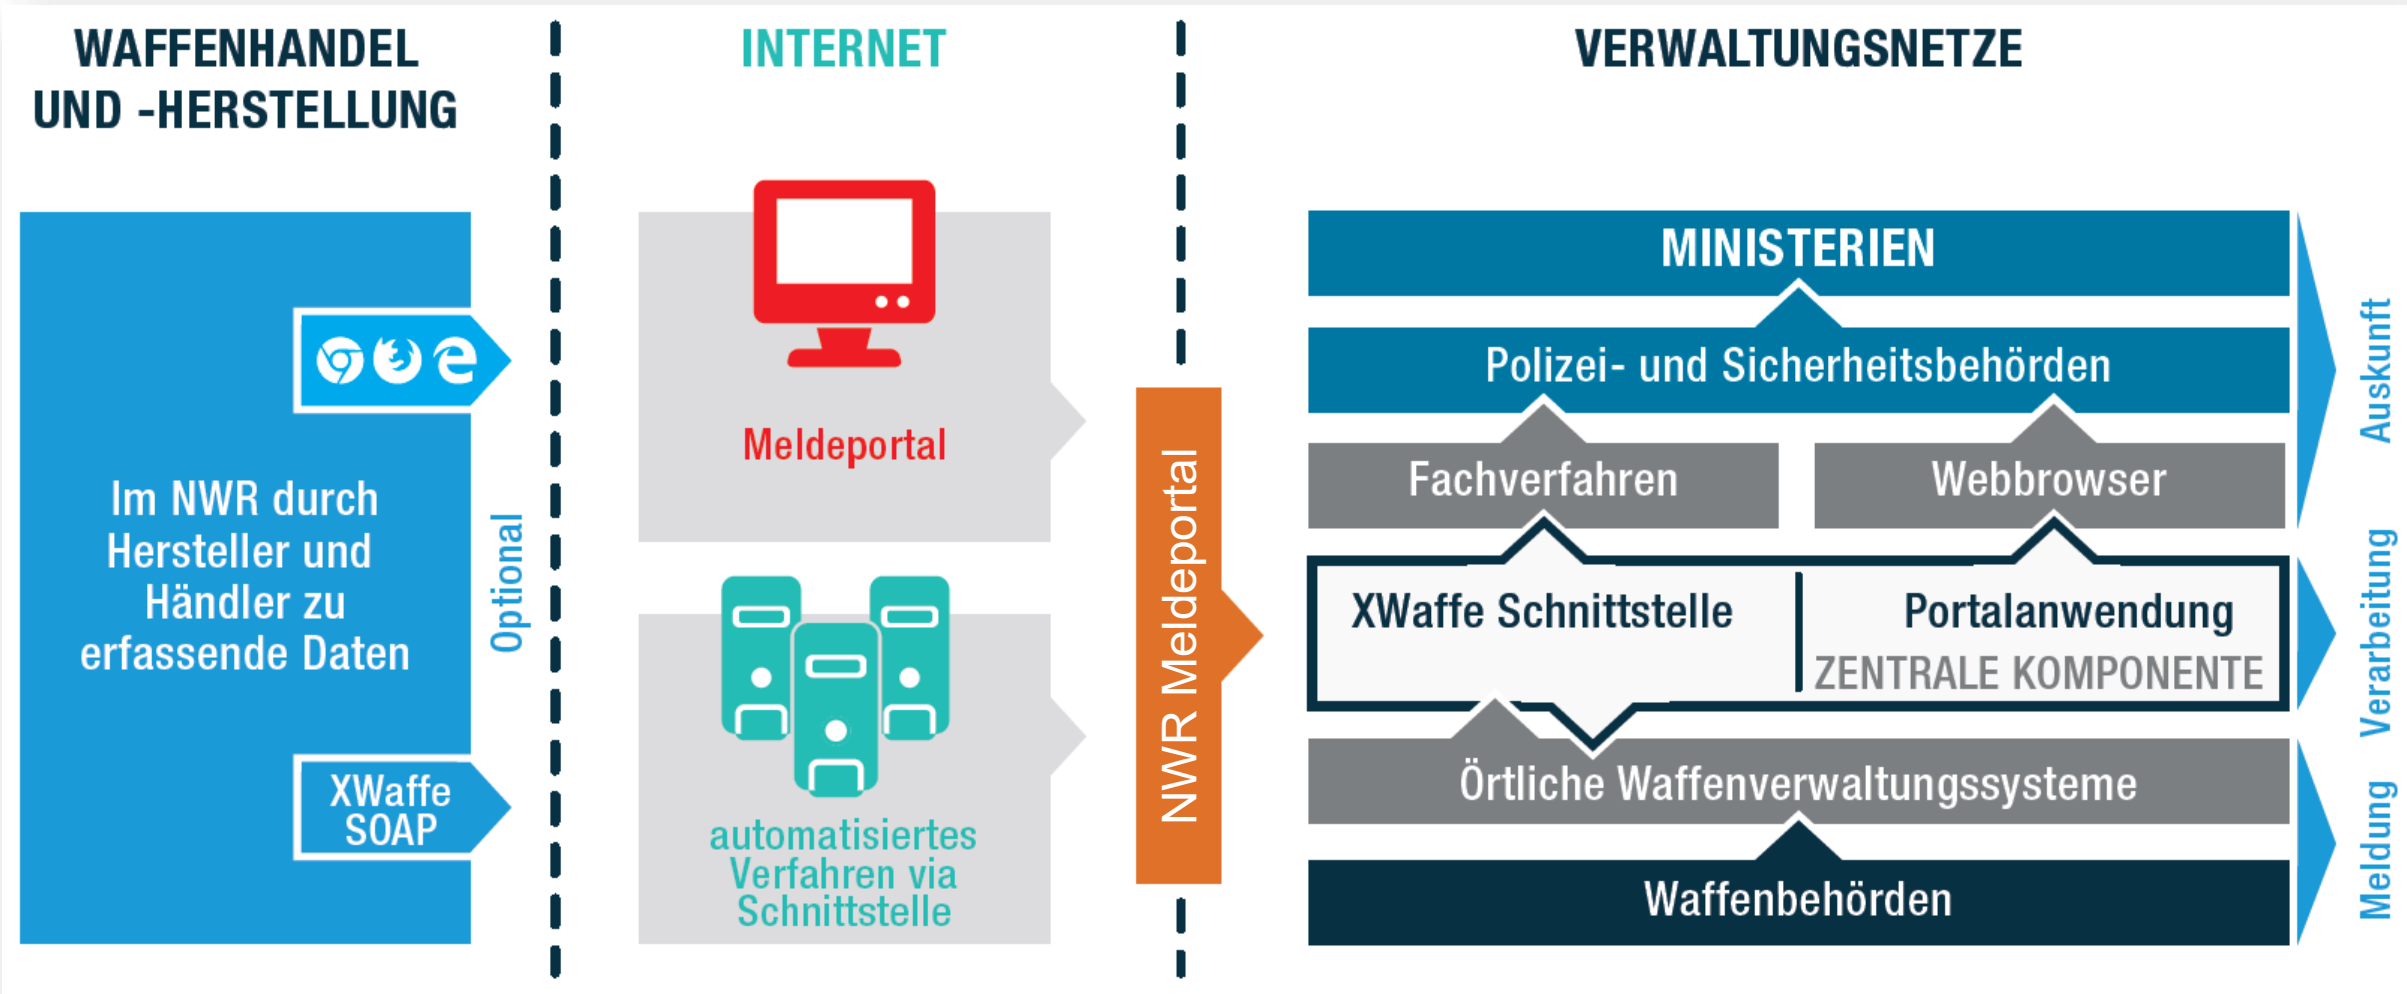 WAFFENHANDEL
UND -HERSTELLUNG
Im NWR durch
Hersteller und
Händler zu
erfassende Daten
XWaffe
SOAP
Optional
INTERNET
Meldeportal
automatisiertes
Verfahren via
Schnittstelle
NWR Meldeportal
VERWALTUNGSNETZE
MINISTERIEN
Polizei- und Sicherheitsbehörden
Fachverfahren
Webbrowser
XWaffe Schnittstelle
Portalanwendung
ZENTRALE KOMPONENTE
Örtliche Waffenverwaltungssysteme
Waffenbehörden
Auskunft
Verarbeitung
Meldung